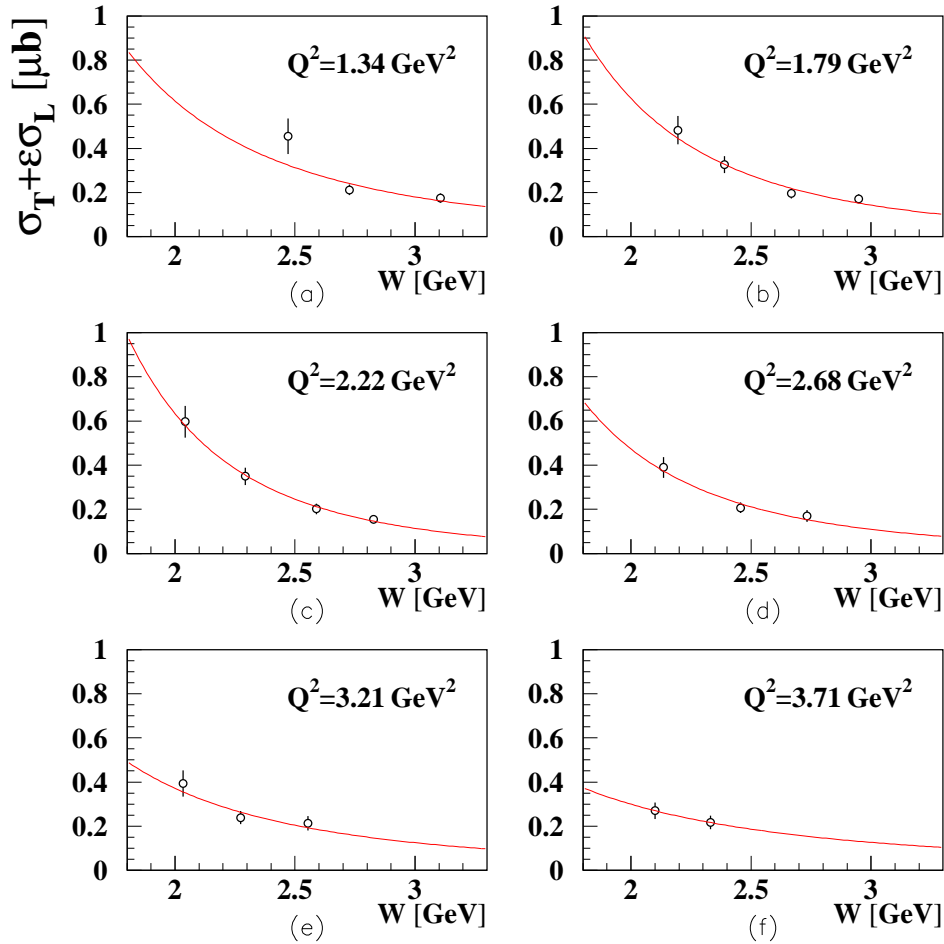 σ_T+εσ_L [μb]
1
0.8
0.6
0.4
0.2
0
Q²=1.34 GeV²
2 2.5 3
W [GeV]
(a)
1
0.8
0.6
0.4
0.2
0
Q²=1.79 GeV²
2 2.5 3
W [GeV]
(b)
1
0.8
0.6
0.4
0.2
0
Q²=2.22 GeV²
2 2.5 3
W [GeV]
(c)
1
0.8
0.6
0.4
0.2
0
Q²=2.68 GeV²
2 2.5 3
W [GeV]
(d)
1
0.8
0.6
0.4
0.2
0
Q²=3.21 GeV²
2 2.5 3
W [GeV]
(e)
1
0.8
0.6
0.4
0.2
0
Q²=3.71 GeV²
2 2.5 3
W [GeV]
(f)